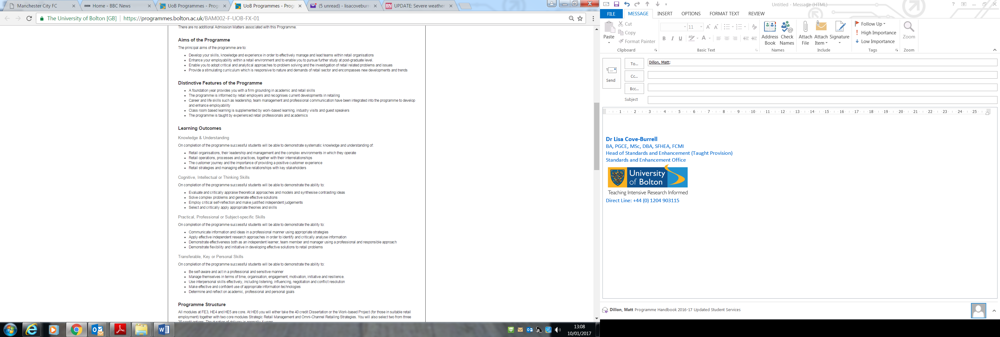 Manchester City FC
Home - BBC News
UoB Programmes - Prog
UoB Programmes - Prog
(5 unread) - lisacoveburr
UPDATE: Severe weather
The University of Bolton [GB] https://programmes.bolton.ac.uk/BAM002-F-UOB-FX-01
There are no additional Admission Matters associated with this Programme.
Aims of the Programme
The principal aims of the programme are to:
Develop your skills, knowledge and experience in order to effectively manage and lead teams within retail organisations
Enhance your employability within a retail environment and to enable you to pursue further study at post-graduate level.
Enable you to adopt critical and analytical approaches to problem solving and the investigation of retail related problems and issues
Provide a stimulating curriculum which is responsive to nature and demands of retail sector and encompasses new developments and trends
Distinctive Features of the Programme
A foundation year provides you with a firm grounding in academic and retail skills
The programme is informed by retail employers and recognises current developments in retailing
Career and life skills such as leadership, team management and professional communication have been integrated into the programme to develop
and enhance employability
Class room based learning is supplemented by work-based learning, industry visits and guest speakers
The programme is taught by experienced retail professionals and academics
Learning Outcomes
Knowledge & Understanding
On completion of the programme successful students will be able to demonstrate systematic knowledge and understanding of:
Retail organisations, their leadership and management and the complex environments in which they operate
Retail operations, processes and practices, together with their interrelationships
The customer journey and the importance of providing a positive customer experience
Retail strategies and managing effective relationships with key stakeholders
Cognitive, Intellectual or Thinking Skills
On completion of the programme successful students will be able to demonstrate the ability to:
Evaluate and critically appraise theoretical approaches and models and synthesise contrasting ideas
Solve complex problems and generate effective solutions
Employ critical self-reflection and make justified independent judgements
Select and critically apply appropriate theories and skills
Practical, Professional or Subject-specific Skills
On completion of the programme successful students will be able to demonstrate the ability to:
Communicate information and ideas in a professional manner using appropriate strategies
Apply effective independent research approaches in order to identify and critically analyse information
Demonstrate effectiveness both as an independent learner, team member and manager using a professional and responsible approach
Demonstrate flexibility and initiative in developing effective solutions to retail problems
Transferable, Key or Personal Skills
On completion of the programme successful students will be able to demonstrate the ability to:
Be self-aware and act in a professional and sensitive manner
Manage themselves in terms of time, organisation, engagement, motivation, initiative and resilience.
Use interpersonal skills effectively, including listening, influencing, negotiation and conflict resolution
Make effective and confident use of appropriate information technologies
Determine and reflect on academic, professional and personal goals
Programme Structure
All modules at FE3, HE4 and HE5 are core. At HE6 you will either take the 40 credit Dissertation or the Work-based Project (for those in suitable retail
employment) together with two core modules Strategic Retail Management and Omni-Channel Retailing Strategies. You will also select two from three
20 credit options. The duration of delivery is normally 4 years.
13:08
10/01/2017
Untitled - Message (HTML)
FILE MESSAGE INSERT OPTIONS FORMAT TEXT REVIEW
Paste
Cut
Copy
Format Painter
Clipboard
11
B I U
Basic Text
Address Book
Check Names
Names
Attach File
Attach Item
Signature
Include
Follow Up
High Importance
Low Importance
Tags
Zoom
Zoom
Send
To... Dillon, Matt;
Cc...
Bcc...
Subject
1 2 3 4 5 6 7 8 9 10 11 12 13 14 15 16 17 18 19 20 21 22 23 24 25
Dr Lisa Cove-Burrell
BA, PGCE, MSc, DBA, SFHEA, FCMI
Head of Standards and Enhancement (Taught Provision)
Standards and Enhancement Office
University
of Bolton
Teaching Intensive Research Informed
Direct Line: +44 (0) 1204 903115
Dillon, Matt Programme Handbook 2016-17 Updated Student Services